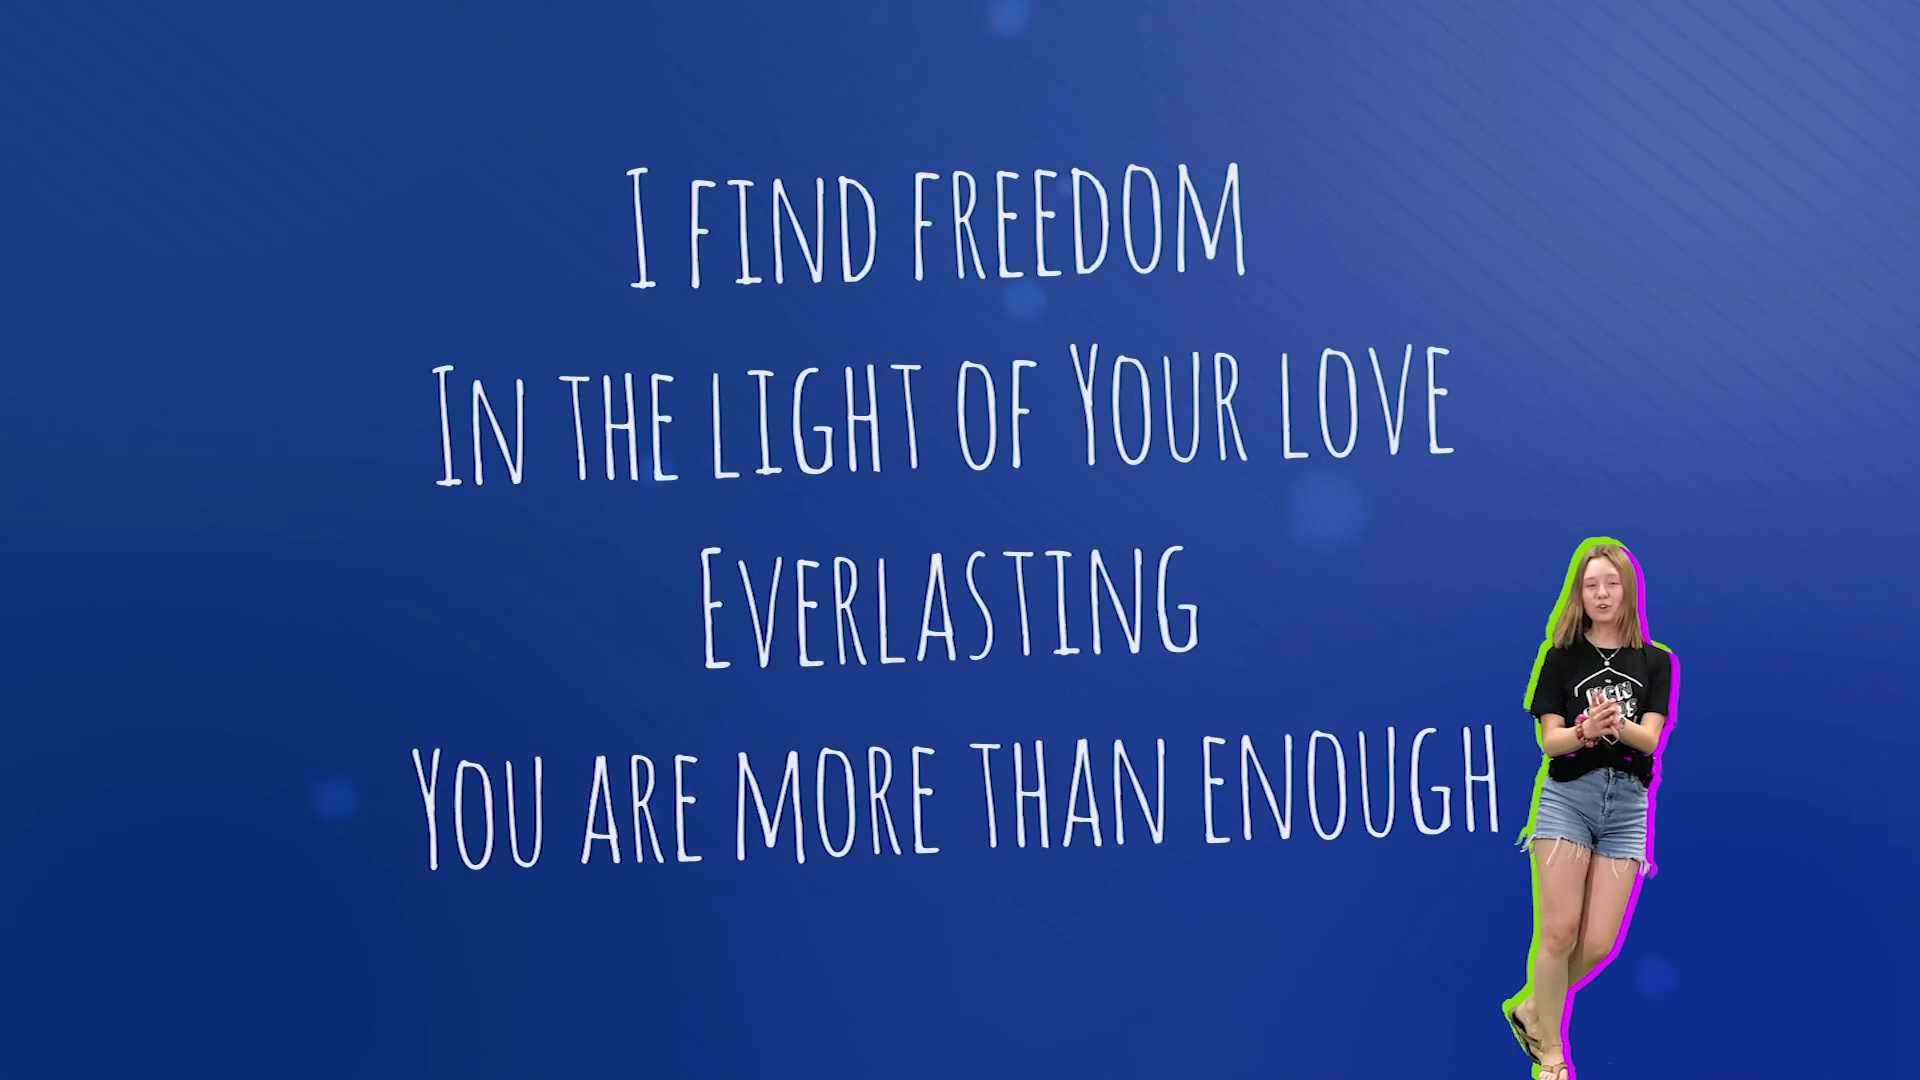 I find freedom
In the light of Your love
Everlasting
You are more than enough